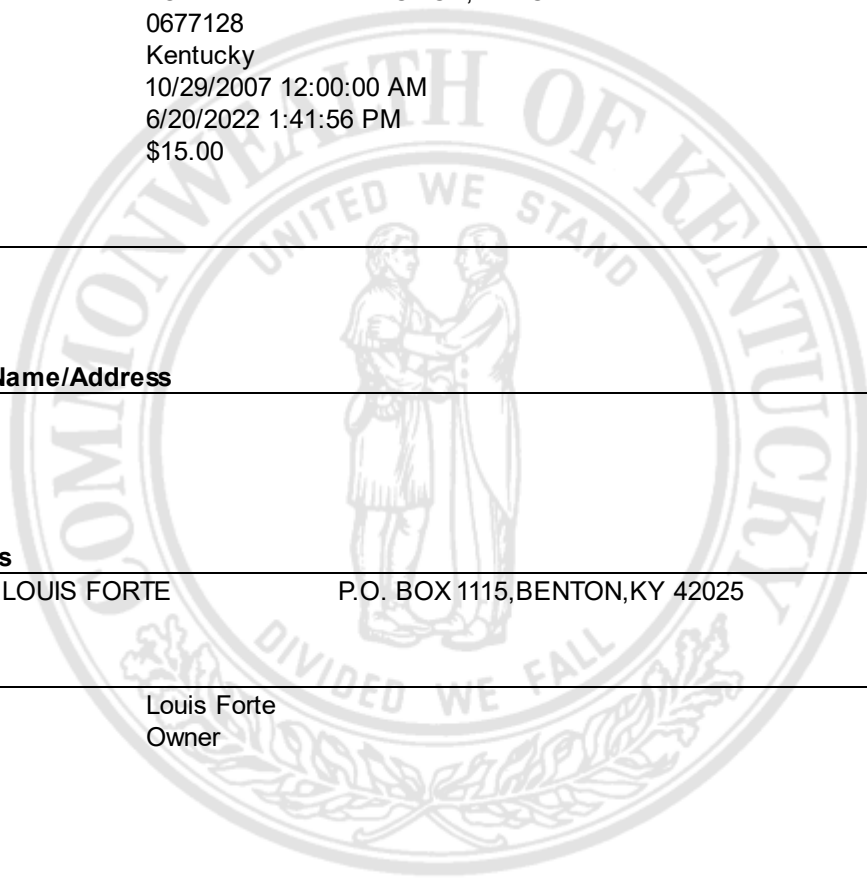 0677128
Kentucky
10/29/2007 12:00:00 AM
6/20/2022 1:41:56 PM
$15.00
COMMONWEALTH OF KENTUCKY
UNITED WE STAND
Name/Address
s
LOUIS FORTE P.O. BOX 1115,BENTON,KY 42025
DIVIDED WE FALL
Louis Forte
Owner